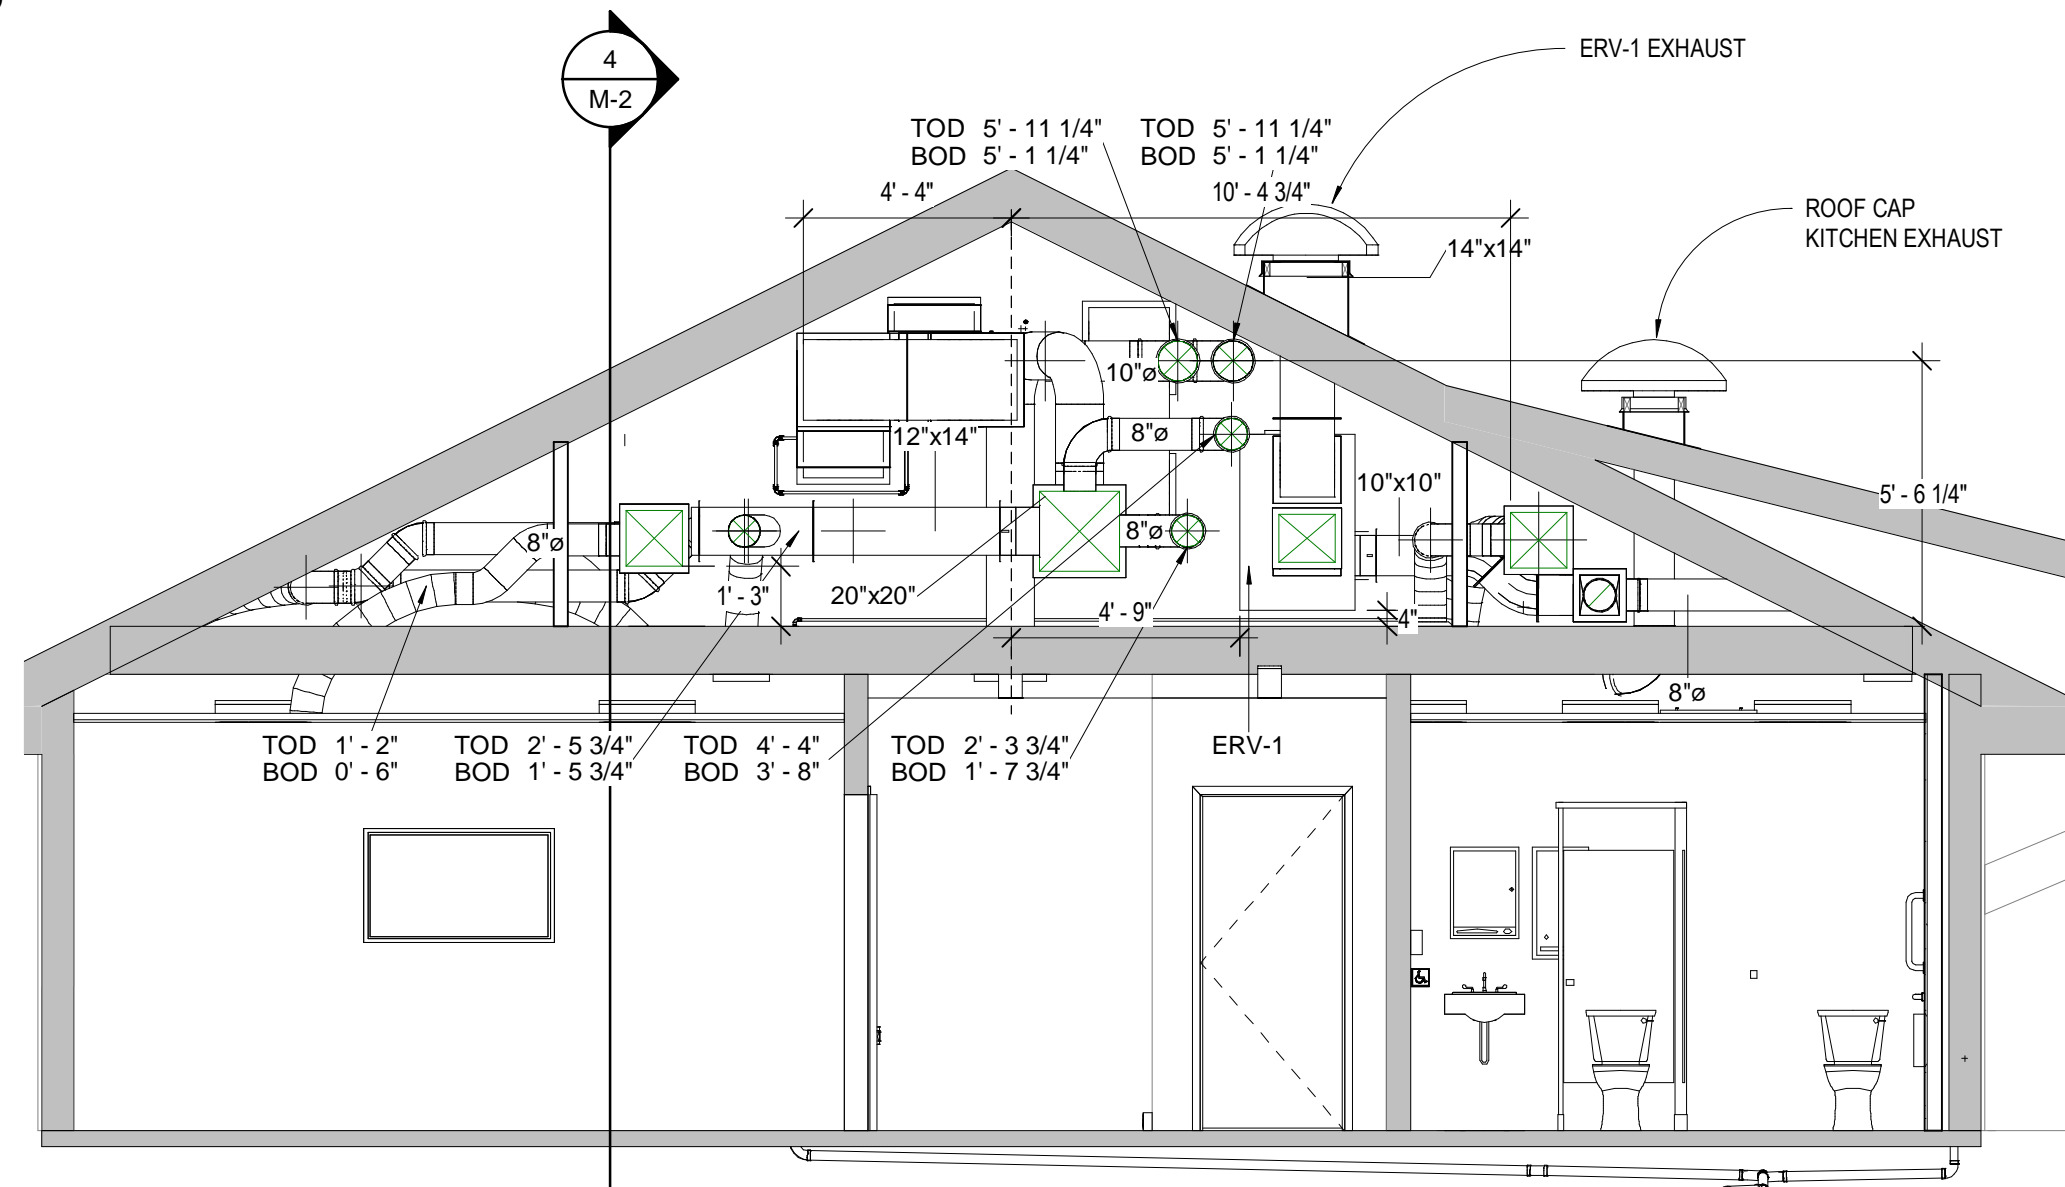 4
M-2
ERV-1 EXHAUST
TOD 5' - 11 1/4"
BOD 5' - 1 1/4"
TOD 5' - 11 1/4"
BOD 5' - 1 1/4"
4' - 4"
10' - 4 3/4"
ROOF CAP
KITCHEN EXHAUST
14"x14"
10"ø
12"x14"
8"ø
10"x10"
5' - 6 1/4"
8"ø
8"ø
1' - 3"
20"x20"
4' - 9"
4"
8"ø
TOD 1' - 2"
BOD 0' - 6"
TOD 2' - 5 3/4"
BOD 1' - 5 3/4"
TOD 4' - 4"
BOD 3' - 8"
TOD 2' - 3 3/4"
BOD 1' - 7 3/4"
ERV-1